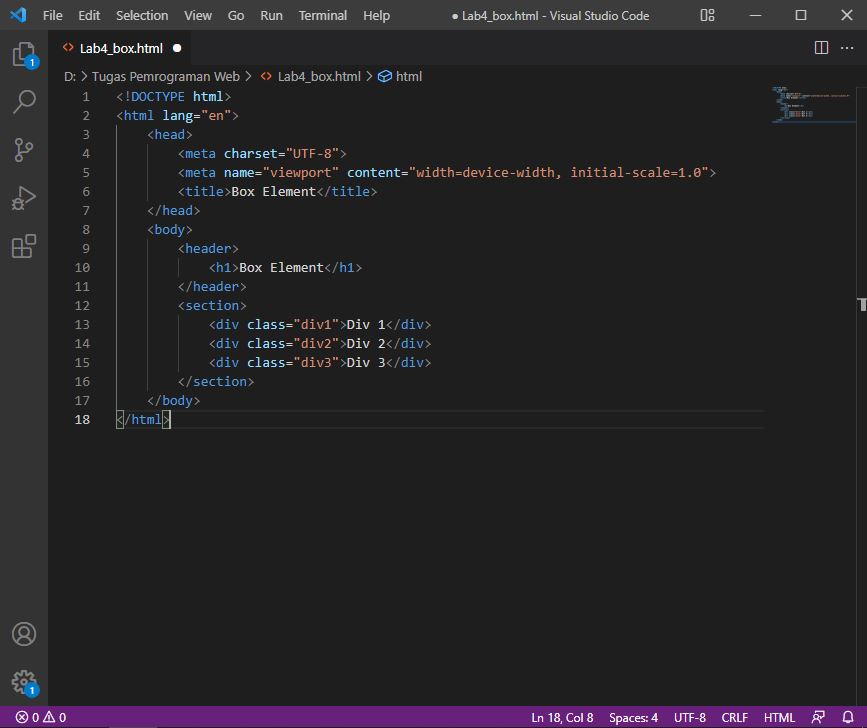 File Edit Selection View Go Run Terminal Help ● Lab4_box.html - Visual Studio Code
<> Lab4_box.html ●
D: > Tugas Pemrograman Web > <> Lab4_box.html > html
1 <!DOCTYPE html>
2 <html lang="en">
3 <head>
4 <meta charset="UTF-8">
5 <meta name="viewport" content="width=device-width, initial-scale=1.0">
6 <title>Box Element</title>
7 </head>
8 <body>
9 <header>
10 <h1>Box Element</h1>
11 </header>
12 <section>
13 <div class="div1">Div 1</div>
14 <div class="div2">Div 2</div>
15 <div class="div3">Div 3</div>
16 </section>
17 </body>
18 </html>
1
1
0 0 Ln 18, Col 8 Spaces: 4 UTF-8 CRLF HTML